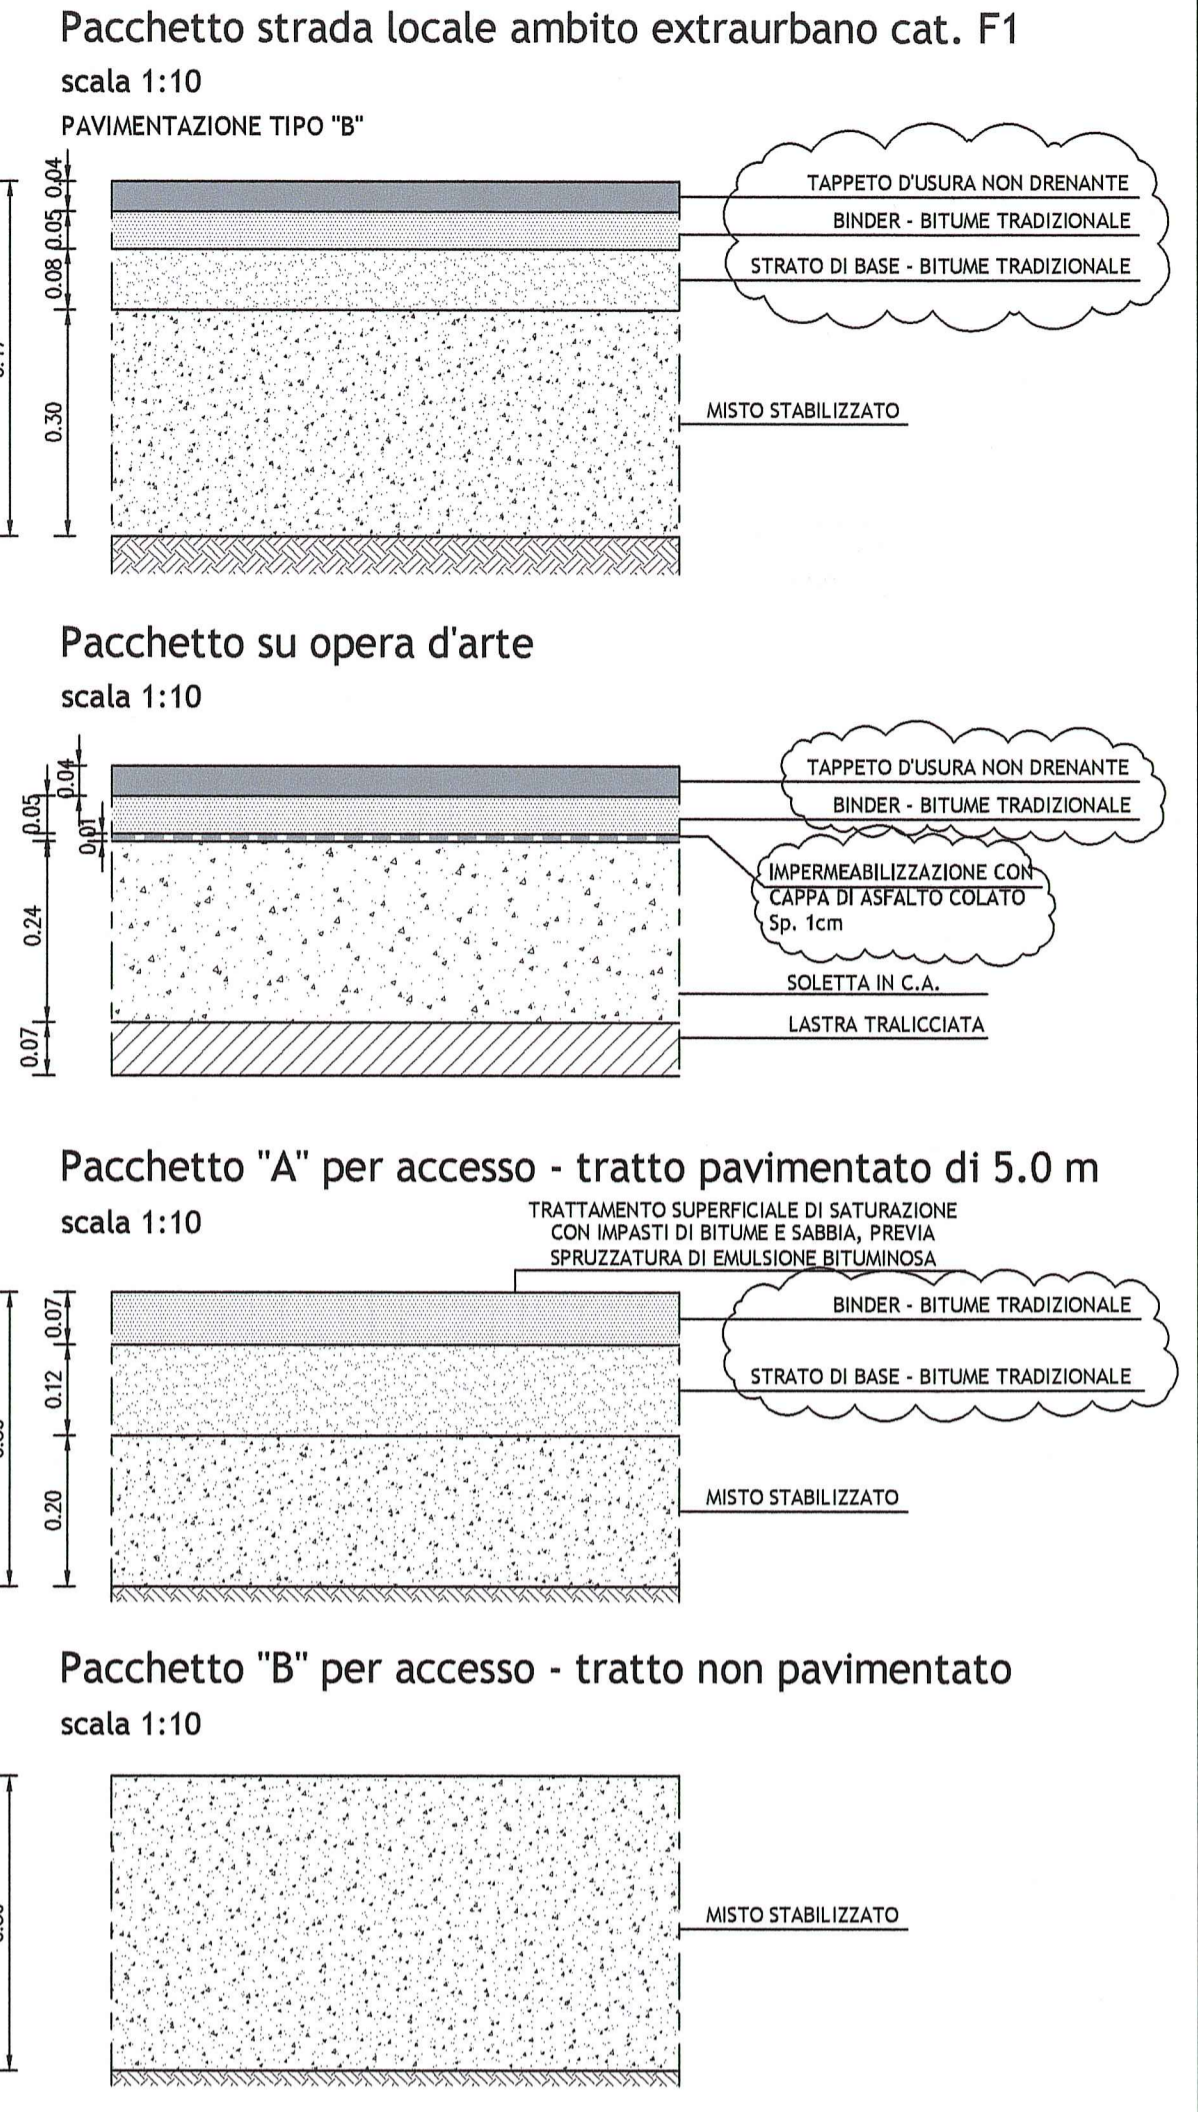 Pacchetto strada locale ambito extraurbano cat. F1
scala 1:10
PAVIMENTAZIONE TIPO "B"
0.04
0.05
0.08
0.30
TAPPETO D'USURA NON DRENANTE
BINDER - BITUME TRADIZIONALE
STRATO DI BASE - BITUME TRADIZIONALE
MISTO STABILIZZATO
Pacchetto su opera d'arte
scala 1:10
0.04
0.05
0.01
0.24
0.07
TAPPETO D'USURA NON DRENANTE
BINDER - BITUME TRADIZIONALE
IMPERMEABILIZZAZIONE CON
CAPPA DI ASFALTO COLATO
Sp. 1cm
SOLETTA IN C.A.
LASTRA TRALICCIATA
Pacchetto "A" per accesso - tratto pavimentato di 5.0 m
scala 1:10
TRATTAMENTO SUPERFICIALE DI SATURAZIONE
CON IMPASTI DI BITUME E SABBIA, PREVIA
SPRUZZATURA DI EMULSIONE BITUMINOSA
0.07
0.12
0.20
BINDER - BITUME TRADIZIONALE
STRATO DI BASE - BITUME TRADIZIONALE
MISTO STABILIZZATO
Pacchetto "B" per accesso - tratto non pavimentato
scala 1:10
MISTO STABILIZZATO